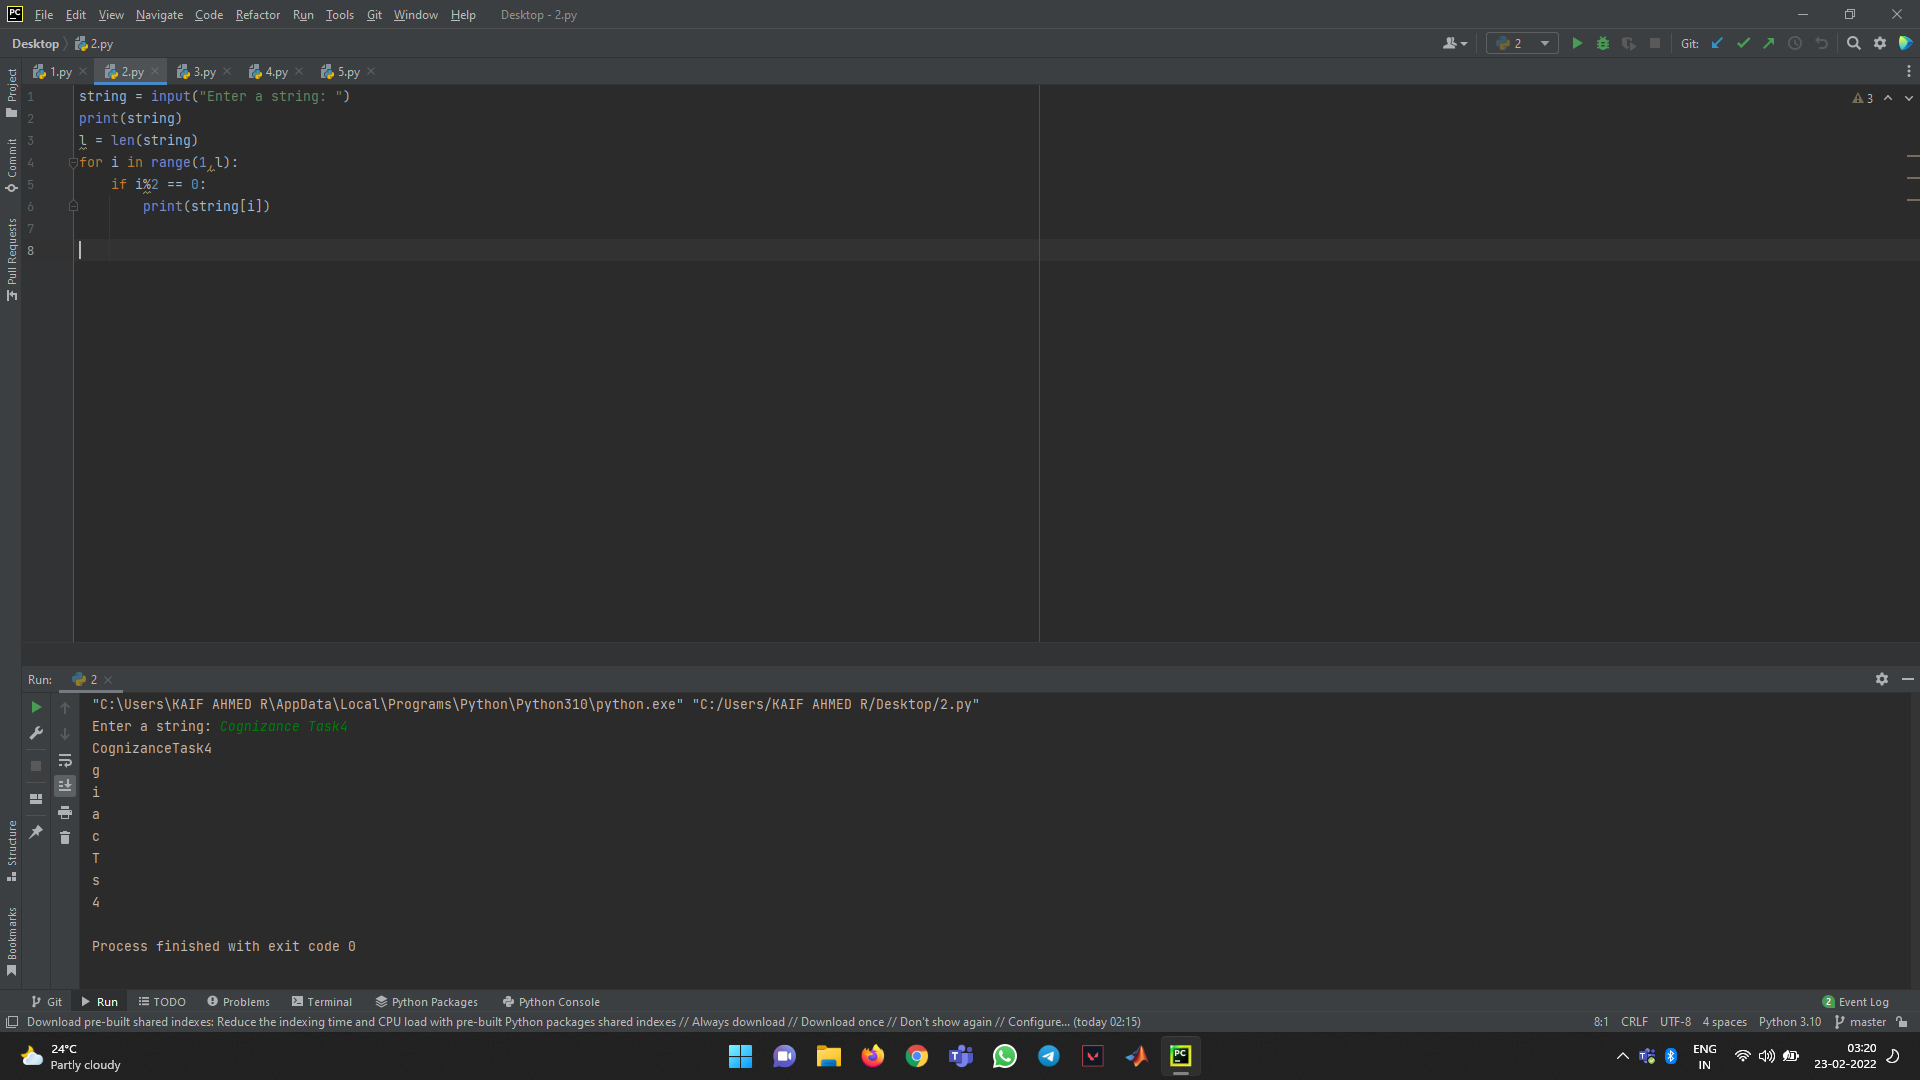 File Edit View Navigate Code Refactor Run Tools Git Window Help Desktop - 2.py
Desktop 2.py 2 Git:
1.py 2.py 3.py 4.py 5.py
1 string = input("Enter a string: ")
2 print(string)
3 l = len(string)
4 for i in range(1,l):
5 if i%2 == 0:
6 print(string[i])
7
8
3
Project
Commit
Pull Requests
Structure
Bookmarks
Run: 2
"C:\Users\KAIF AHMED R\AppData\Local\Programs\Python\Python310\python.exe" "C:/Users/KAIF AHMED R/Desktop/2.py"
Enter a string: Cognizance Task4
CognizanceTask4
g
i
a
c
T
s
4
Process finished with exit code 0
Git Run TODO Problems Terminal Python Packages Python Console 2 Event Log
Download pre-built shared indexes: Reduce the indexing time and CPU load with pre-built Python packages shared indexes // Always download // Download once // Don't show again // Configure... (today 02:15) 8:1 CRLF UTF-8 4 spaces Python 3.10 master
24°C
Partly cloudy
ENG
IN
03:20
23-02-2022